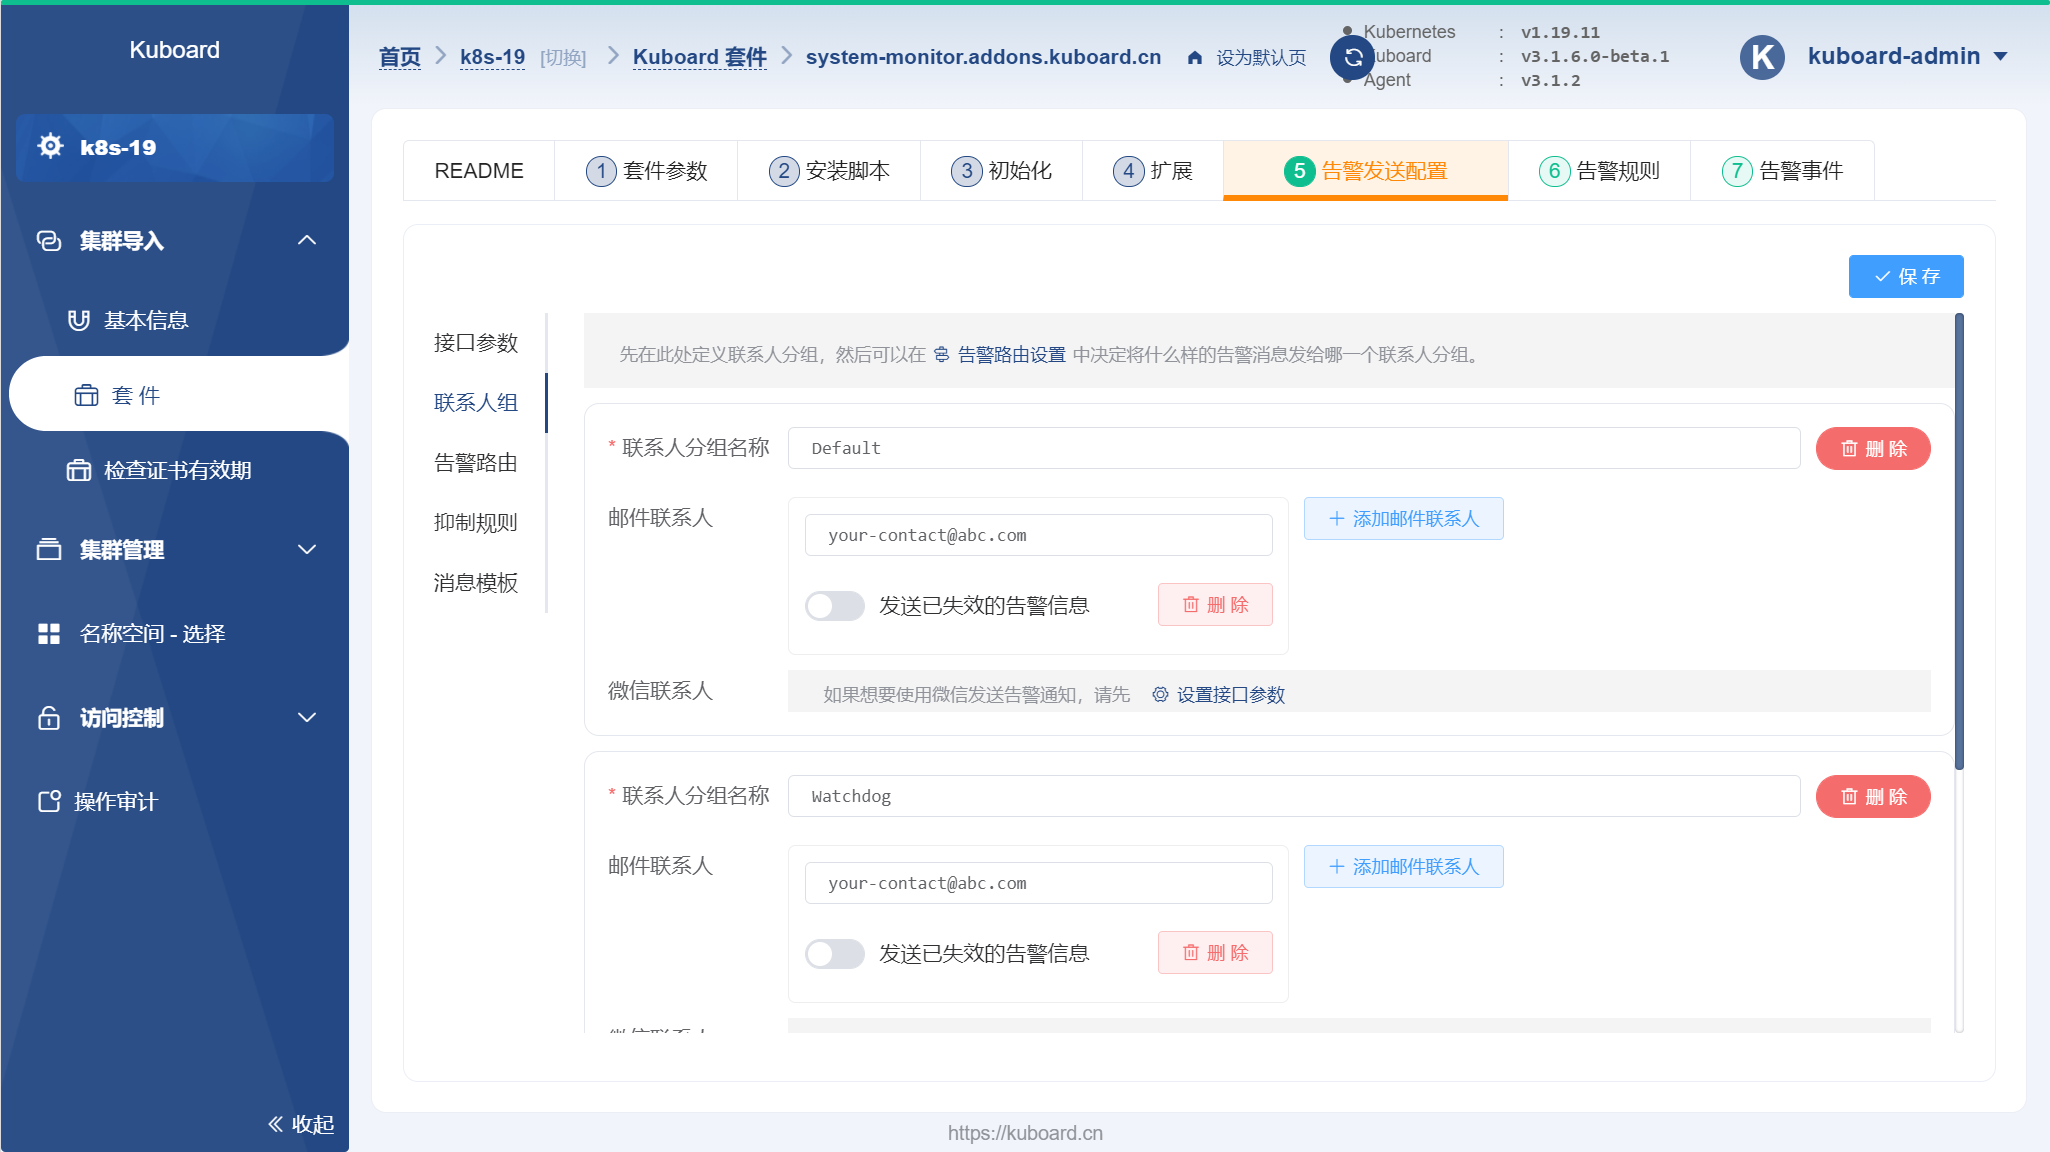 Kuboard
k8s-19
集群导入
基本信息
套 件
检查证书有效期
集群管理
名称空间 - 选择
访问控制
操作审计
收起
首页 k8s-19 [切换] Kuboard 套件 system-monitor.addons.kuboard.cn 设为默认页
Kubernetes : v1.19.11
uboard : v3.1.6.0-beta.1
Agent : v3.1.2
K kuboard-admin
README 1 套件参数 2 安装脚本 3 初始化 4 扩展 5 告警发送配置 6 告警规则 7 告警事件
保 存
接口参数
联系人组
告警路由
抑制规则
消息模板
先在此处定义联系人分组，然后可以在 告警路由设置 中决定将什么样的告警消息发给哪一个联系人分组。
* 联系人分组名称 Default 删 除
邮件联系人 your-contact@abc.com + 添加邮件联系人
发送已失效的告警信息 删 除
微信联系人 如果想要使用微信发送告警通知，请先 设置接口参数
* 联系人分组名称 Watchdog 删 除
邮件联系人 your-contact@abc.com + 添加邮件联系人
发送已失效的告警信息 删 除
https://kuboard.cn